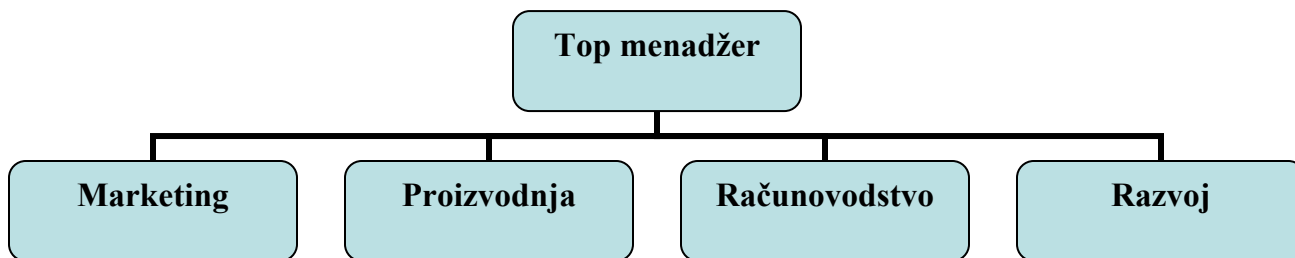 Top menadžer
Marketing
Proizvodnja
Računovodstvo
Razvoj